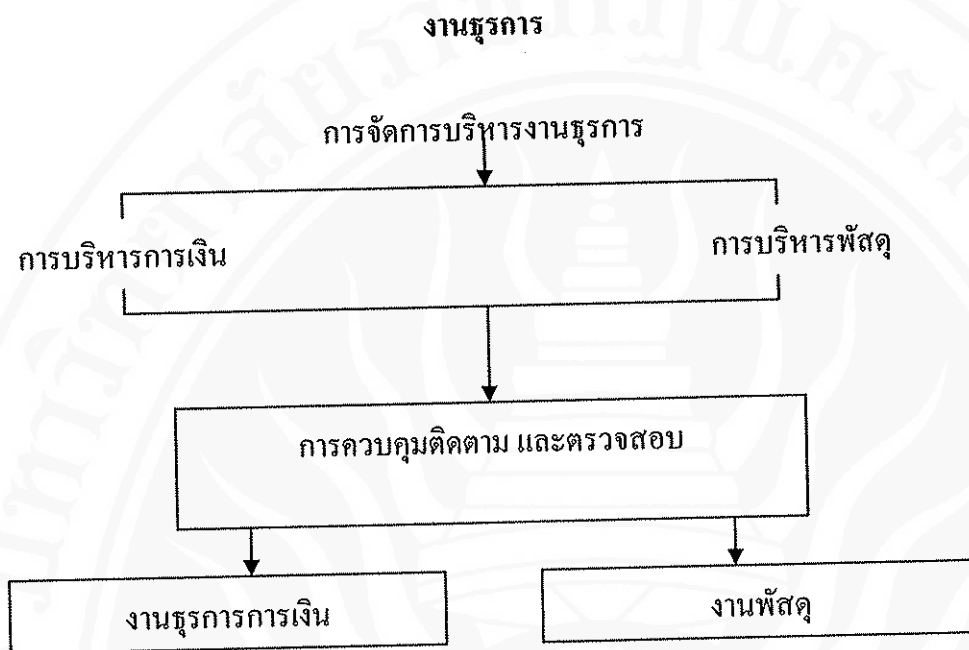 งานธุรการ
การจัดการบริหารงานธุรการ
การบริหารการเงิน
การบริหารพัสดุ
การควบคุมติดตาม และตรวจสอบ
งานธุรการการเงิน
งานพัสดุ